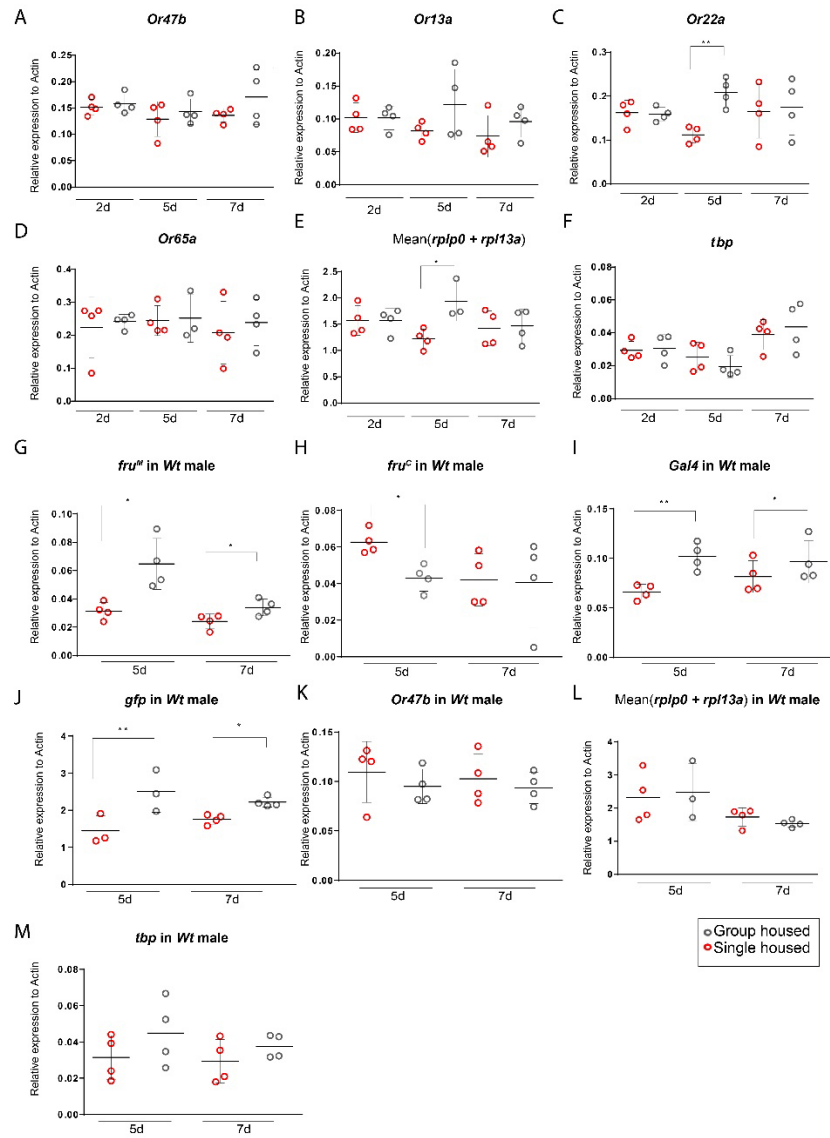 A
Or47b
Relative expression to Actin
0.25
0.20
0.15
0.10
0.05
0.00
2d 5d 7d
B
Or13a
Relative expression to Actin
0.20
0.15
0.10
0.05
0.00
2d 5d 7d
C
Or22a
Relative expression to Actin
0.3
0.2
0.1
0.0
**
2d 5d 7d
D
Or65a
Relative expression to Actin
0.4
0.3
0.2
0.1
0.0
2d 5d 7d
E
Mean(rplp0 + rpl13a)
Relative expression to Actin
2.5
2.0
1.5
1.0
0.5
0.0
*
2d 5d 7d
F
tbp
Relative expression to Actin
0.08
0.06
0.04
0.02
0.00
2d 5d 7d
G
fruM in Wt male
Relative expression to Actin
0.10
0.08
0.06
0.04
0.02
0.00
* *
5d 7d
H
fruC in Wt male
Relative expression to Actin
0.08
0.06
0.04
0.02
0.00
*
5d 7d
I
Gal4 in Wt male
Relative expression to Actin
0.15
0.10
0.05
0.00
** *
5d 7d
J
gfp in Wt male
Relative expression to Actin
4
3
2
1
0
** *
5d 7d
K
Or47b in Wt male
Relative expression to Actin
0.15
0.10
0.05
0.00
5d 7d
L
Mean(rplp0 + rpl13a) in Wt male
Relative expression to Actin
4
3
2
1
0
5d 7d
M
tbp in Wt male
Relative expression to Actin
0.08
0.06
0.04
0.02
0.00
5d 7d
Group housed
Single housed